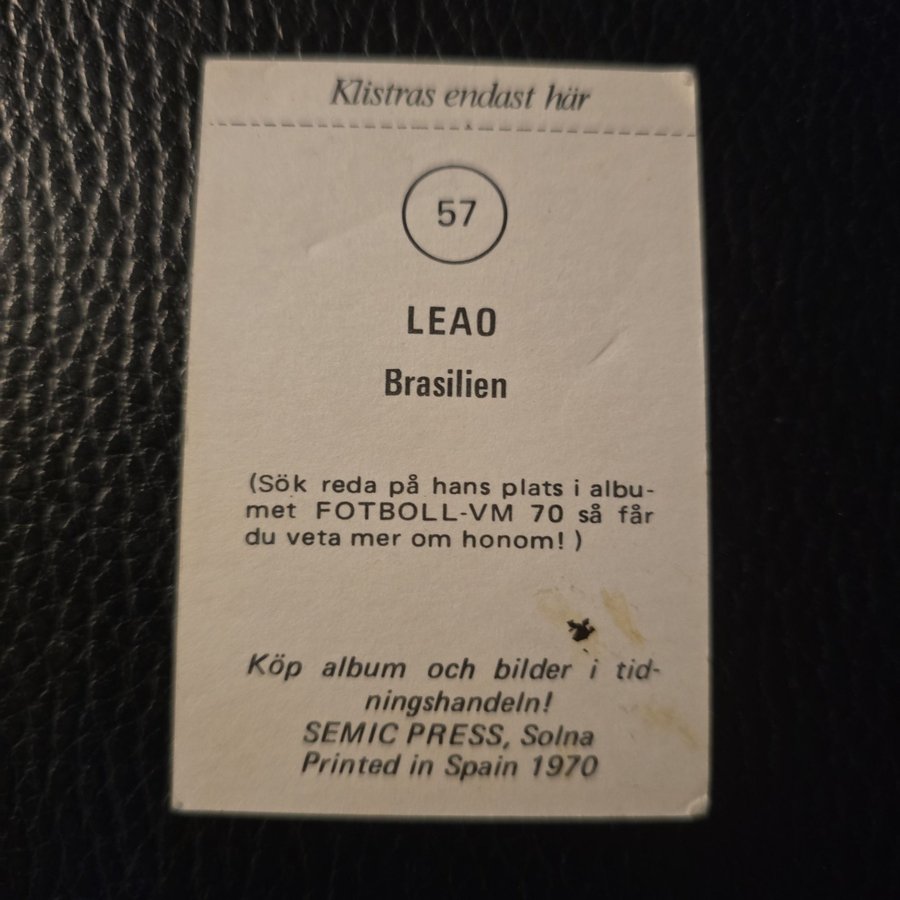 Klistras endast här
57
LEAO
Brasilien
(Sök reda på hans plats i albu-
met FOTBOLL-VM 70 så får
du veta mer om honom! )
Köp album och bilder i tid-
ningshandeln!
SEMIC PRESS, Solna
Printed in Spain 1970